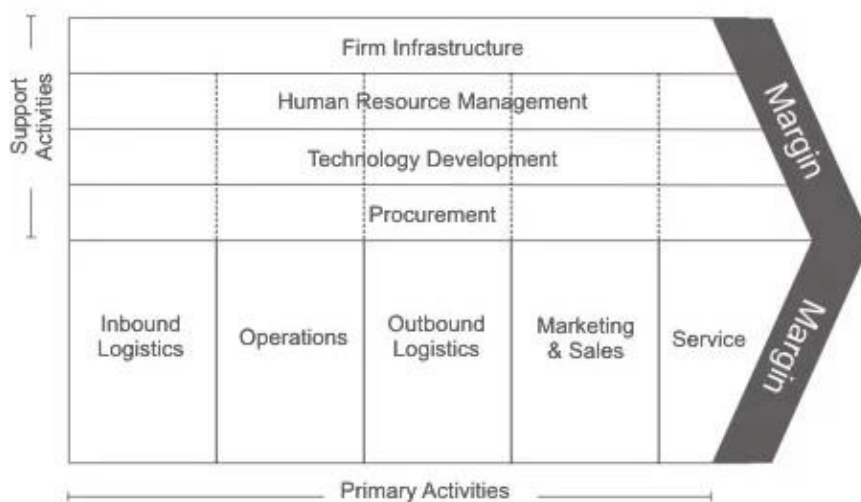 Support
Activities
Firm Infrastructure
Human Resource Management
Technology Development
Procurement
Margin
Inbound
Logistics
Operations
Outbound
Logistics
Marketing
& Sales
Service
Margin
Primary Activities